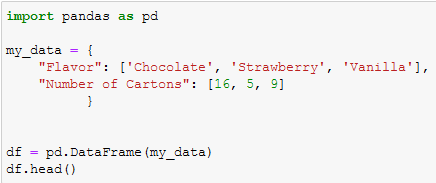 import pandas as pd
my_data = {
"Flavor": ['Chocolate', 'Strawberry', 'Vanilla'],
"Number of Cartons": [16, 5, 9]
}
df = pd.DataFrame(my_data)
df.head()